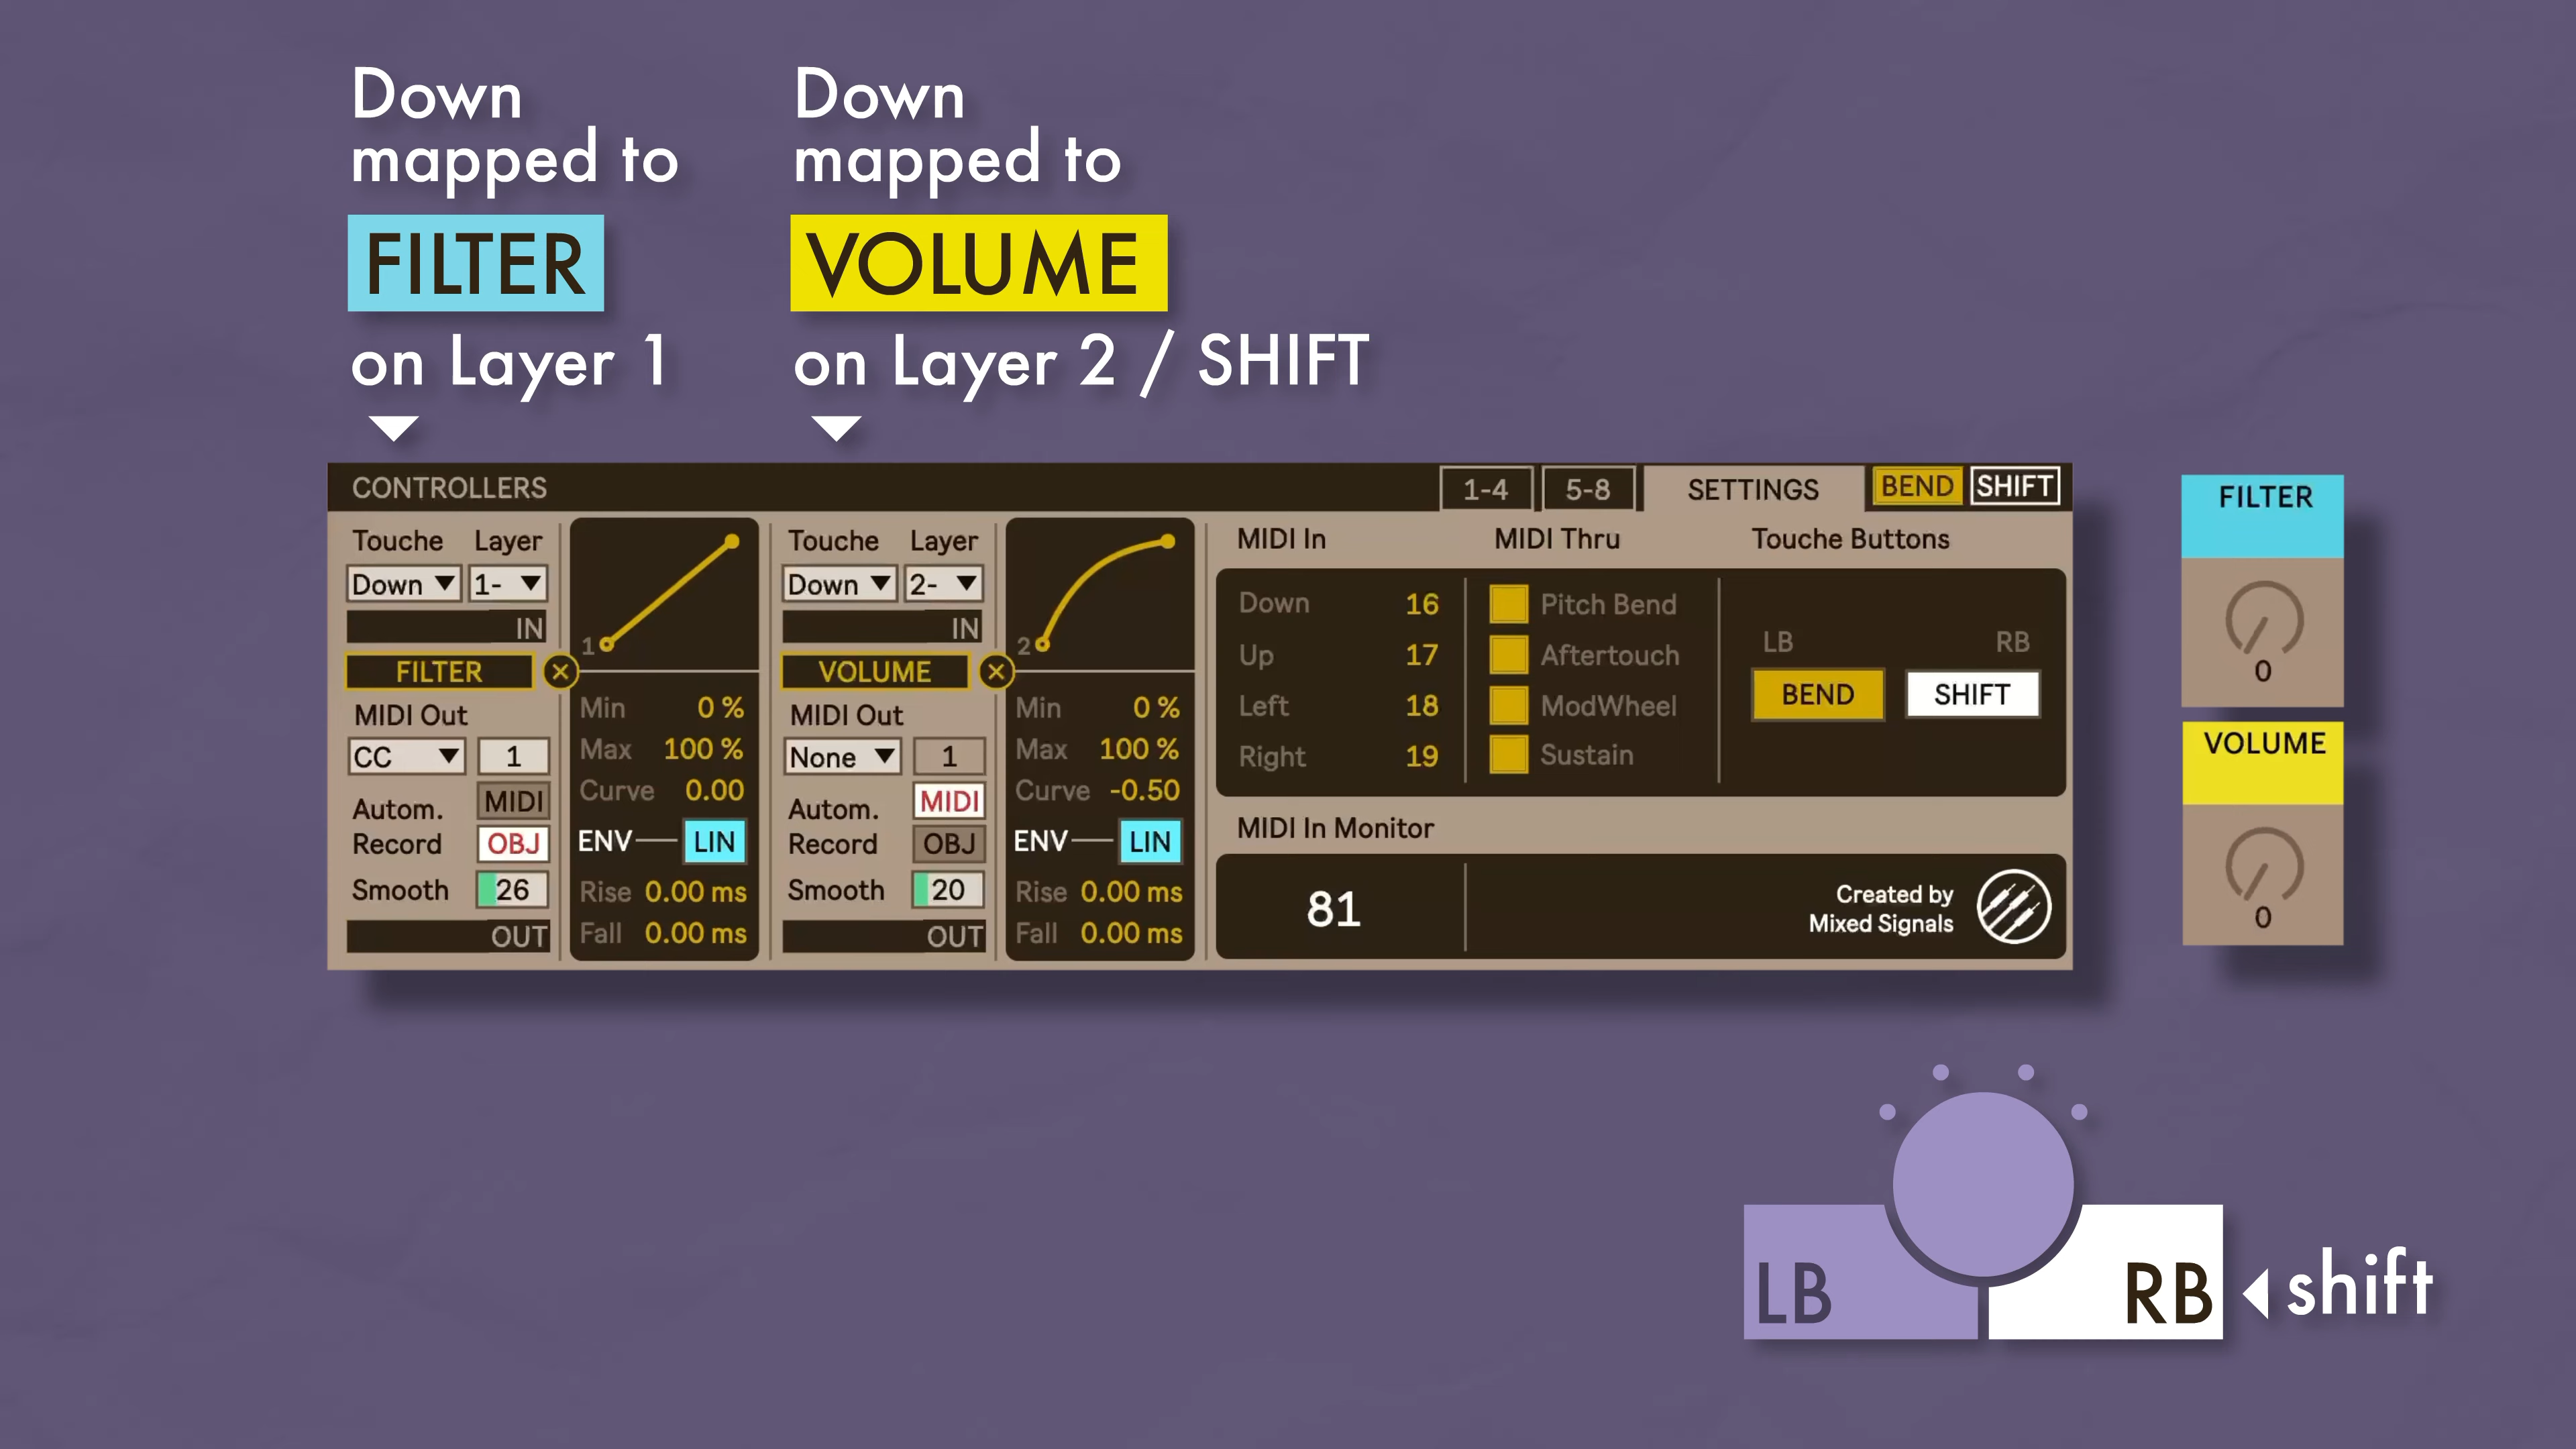 Down
mapped to
FILTER
on Layer 1
Down
mapped to
VOLUME
on Layer 2 / SHIFT
CONTROLLERS
1-4
5-8
SETTINGS
BEND
SHIFT
Touche Layer
Down 1-
IN
FILTER
MIDI Out
CC 1
Autom. MIDI
Record OBJ
Smooth 26
OUT
1
Min 0 %
Max 100 %
Curve 0.00
ENV LIN
Rise 0.00 ms
Fall 0.00 ms
Touche Layer
Down 2-
IN
VOLUME
MIDI Out
None 1
Autom. MIDI
Record OBJ
Smooth 20
OUT
2
Min 0 %
Max 100 %
Curve -0.50
ENV LIN
Rise 0.00 ms
Fall 0.00 ms
MIDI In
Down 16
Up 17
Left 18
Right 19
MIDI Thru
Pitch Bend
Aftertouch
ModWheel
Sustain
Touche Buttons
LB RB
BEND SHIFT
MIDI In Monitor
81
Created by
Mixed Signals
FILTER
0
VOLUME
0
LB
RB
shift